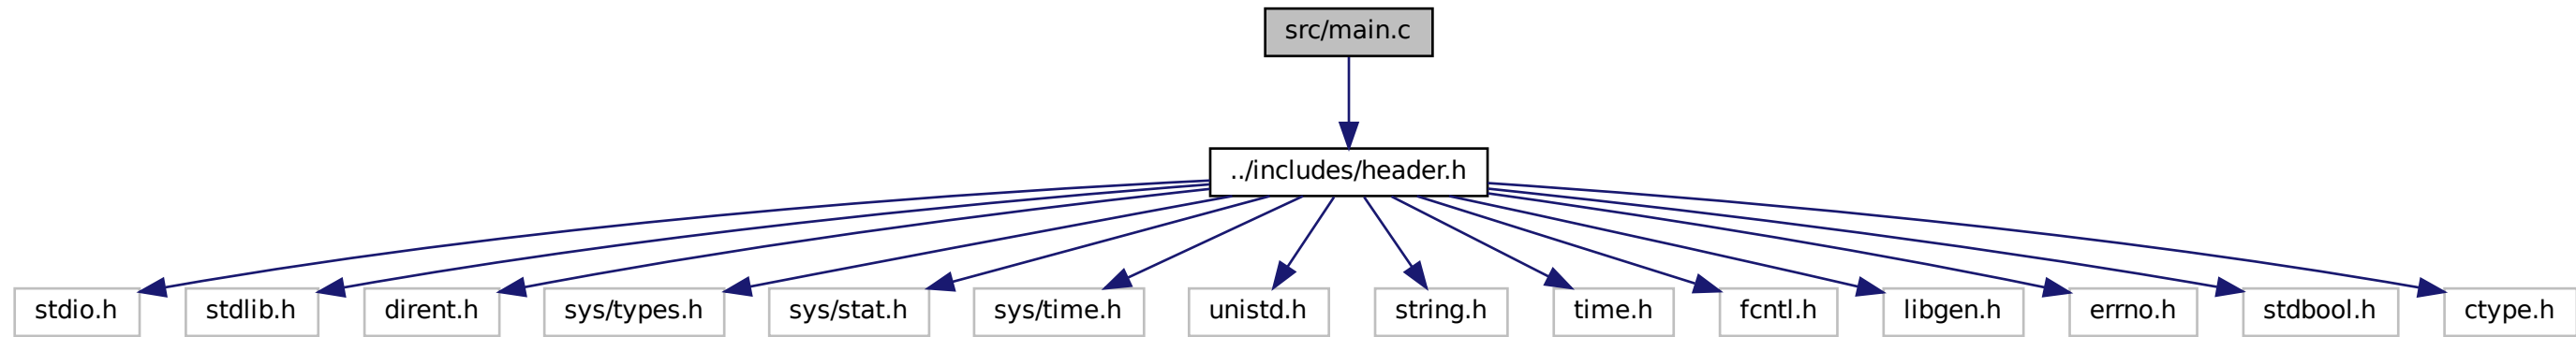 src/main.c
../includes/header.h
stdio.h
stdlib.h
dirent.h
sys/types.h
sys/stat.h
sys/time.h
unistd.h
string.h
time.h
fcntl.h
libgen.h
errno.h
stdbool.h
ctype.h